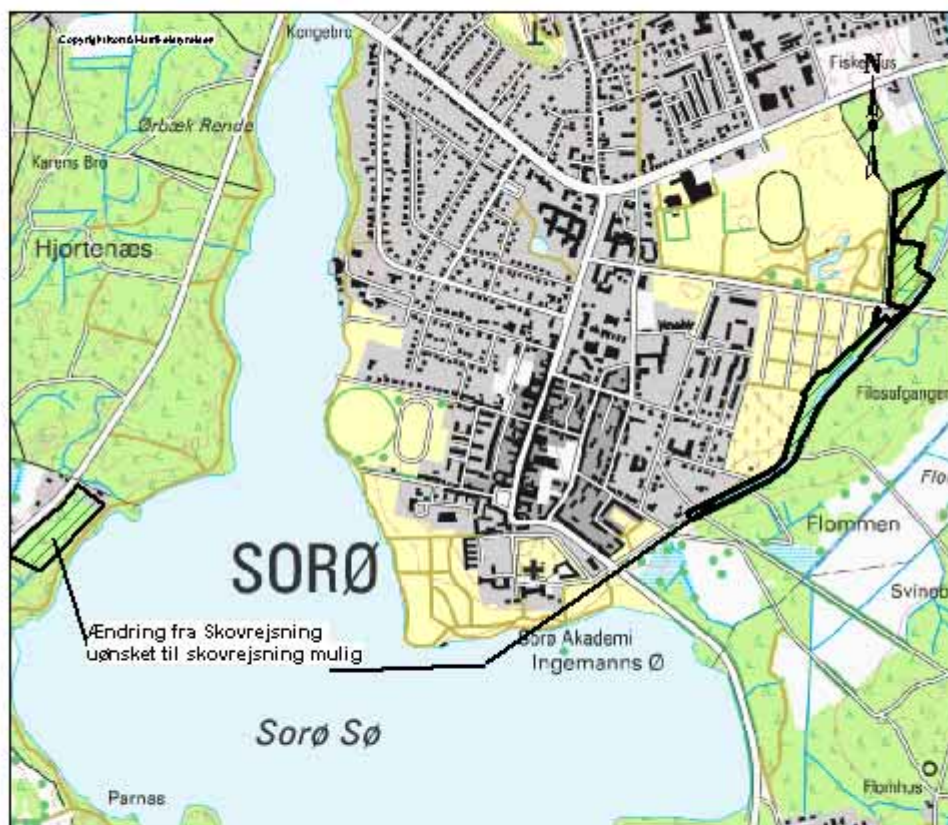 Kongebro
Fiskerhus
N
Ørbæk Rende
Karens Bro
Hjortenæs
Filosofgangen
Flommen
SORØ
Ændring fra Skovrejsning
uønsket til skovrejsning mulig
Sorø Akademi
Ingemanns Ø
Sorø Sø
Parnas
Flomhus